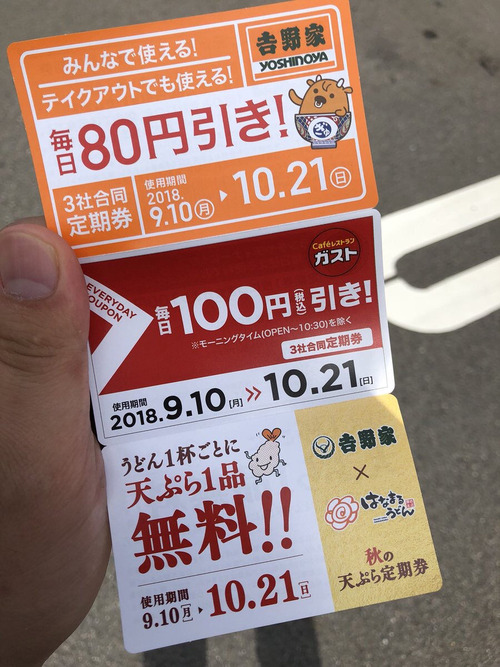 みんなで使える!
テイクアウトでも使える!
吉野家
YOSHINOYA
毎日80円引き!
3社合同
定期券
使用期間
2018.
9.10(月)▶10.21(日)
EVERYDAY
COUPON
Caféレストラン
ガスト
毎日100円(税込)引き!
※モーニングタイム(OPEN〜10:30)を除く
3社合同定期券
使用期間
2018.9.10[月]>>10.21[日]
うどん1杯ごとに
天ぷら1品
無料!!
使用期間
9.10[月]▶10.21[日]
吉野家
×
はなまる
うどん
秋の
天ぷら定期券